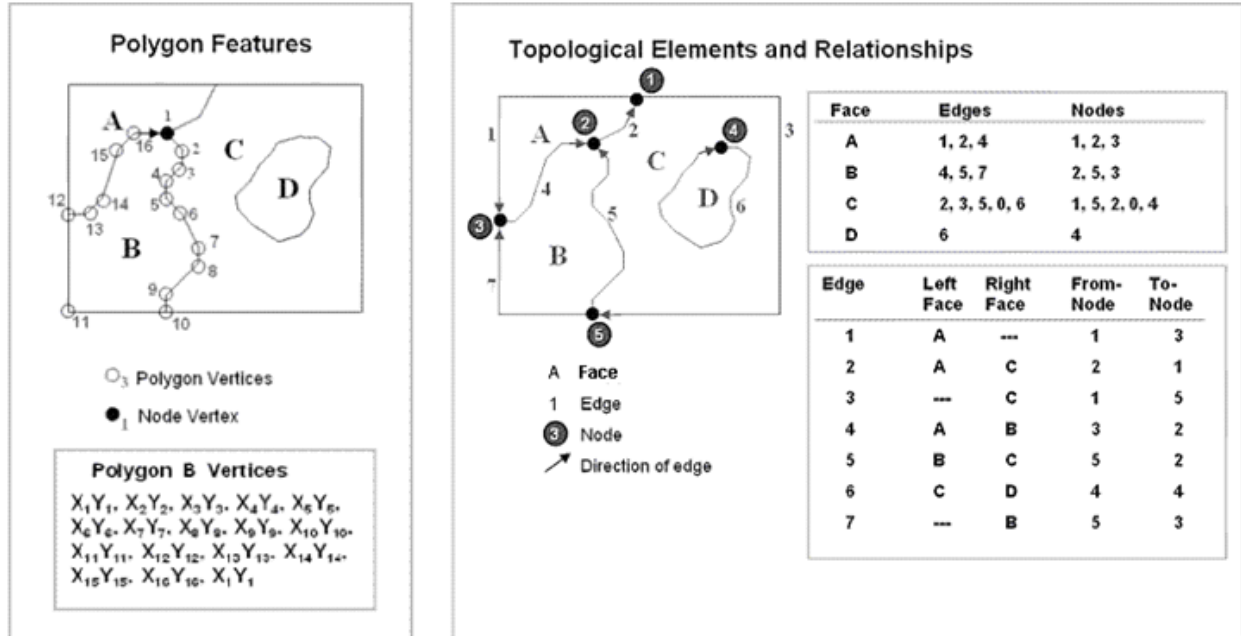 Polygon Features
A
1
C
16
2
15
3
4
D
5
14
6
12
13
B
7
8
9
11
10
3 Polygon Vertices
1 Node Vertex
Polygon B Vertices
X1Y1, X2Y2, X3Y3, X4Y4, X5Y5,
X6Y6, X7Y7, X8Y8, X9Y9, X10Y10,
X11Y11, X12Y12, X13Y13, X14Y14,
X15Y15, X16Y16, X1Y1
Topological Elements and Relationships
1
1
A
2
2
4
3
C
4
D
6
5
3
B
7
5
A Face
1 Edge
3 Node
Direction of edge
Face Edges Nodes
A 1, 2, 4 1, 2, 3
B 4, 5, 7 2, 5, 3
C 2, 3, 5, 0, 6 1, 5, 2, 0, 4
D 6 4
Edge Left Face Right Face From-Node To-Node
1 A --- 1 3
2 A C 2 1
3 --- C 1 5
4 A B 3 2
5 B C 5 2
6 C D 4 4
7 --- B 5 3